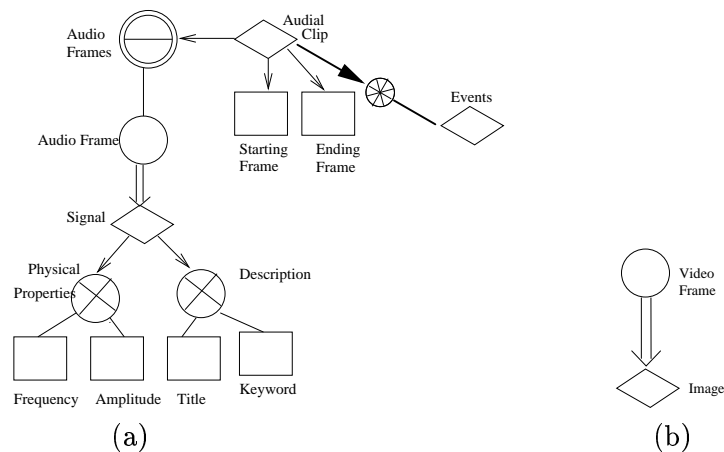 Audio
Frames
Audial
Clip
Events
Audio Frame
Starting
Frame
Ending
Frame
Signal
Physical
Properties
Description
Video
Frame
Frequency
Amplitude
Title
Keyword
Image
(a)
(b)